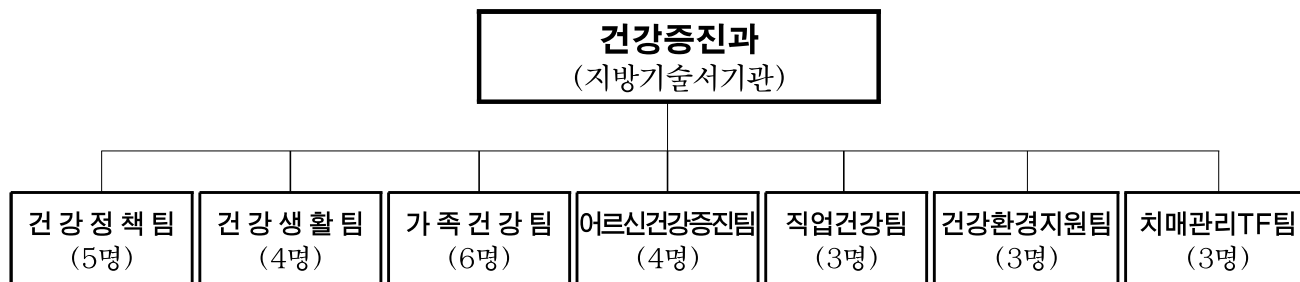 건강증진과
(지방기술서기관)
건강정책팀
(5명)
건강생활팀
(4명)
가족건강팀
(6명)
어르신건강증진팀
(4명)
직업건강팀
(3명)
건강환경지원팀
(3명)
치매관리TF팀
(3명)